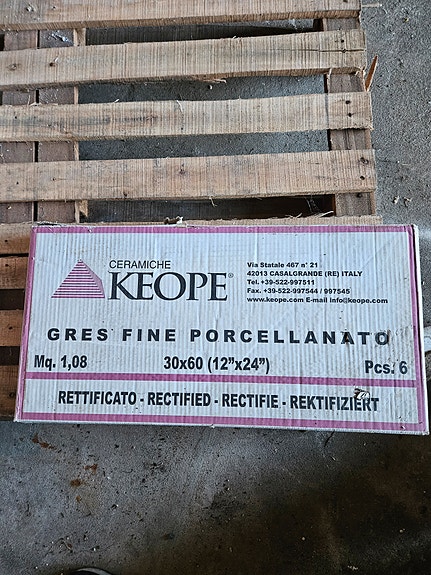 CERAMICHE
KEOPE®
Via Statale 467 n° 21
42013 CASALGRANDE (RE) ITALY
Tel. +39-522-997511
Fax. +39-522-997544 / 997545
www.keope.com E-mail info@keope.com
GRES FINE PORCELLANATO
Mq. 1,08 30x60 (12”x24”) Pcs. 6
RETTIFICATO - RECTIFIED - RECTIFIE - REKTIFIZIERT